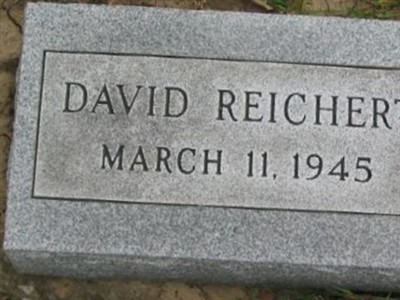 DAVID REICHERT
MARCH 11, 1945